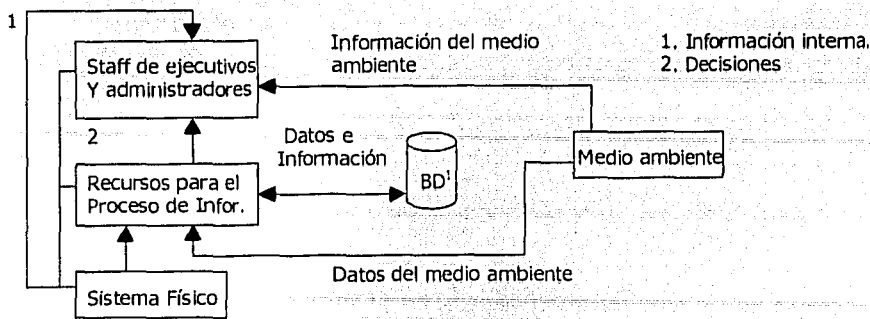 1
Staff de ejecutivos
Y administradores
Información del medio
ambiente
1. Información interna.
2. Decisiones
2
Datos e
Información
BD¹
Medio ambiente
Recursos para el
Proceso de Infor.
Datos del medio ambiente
Sistema Físico